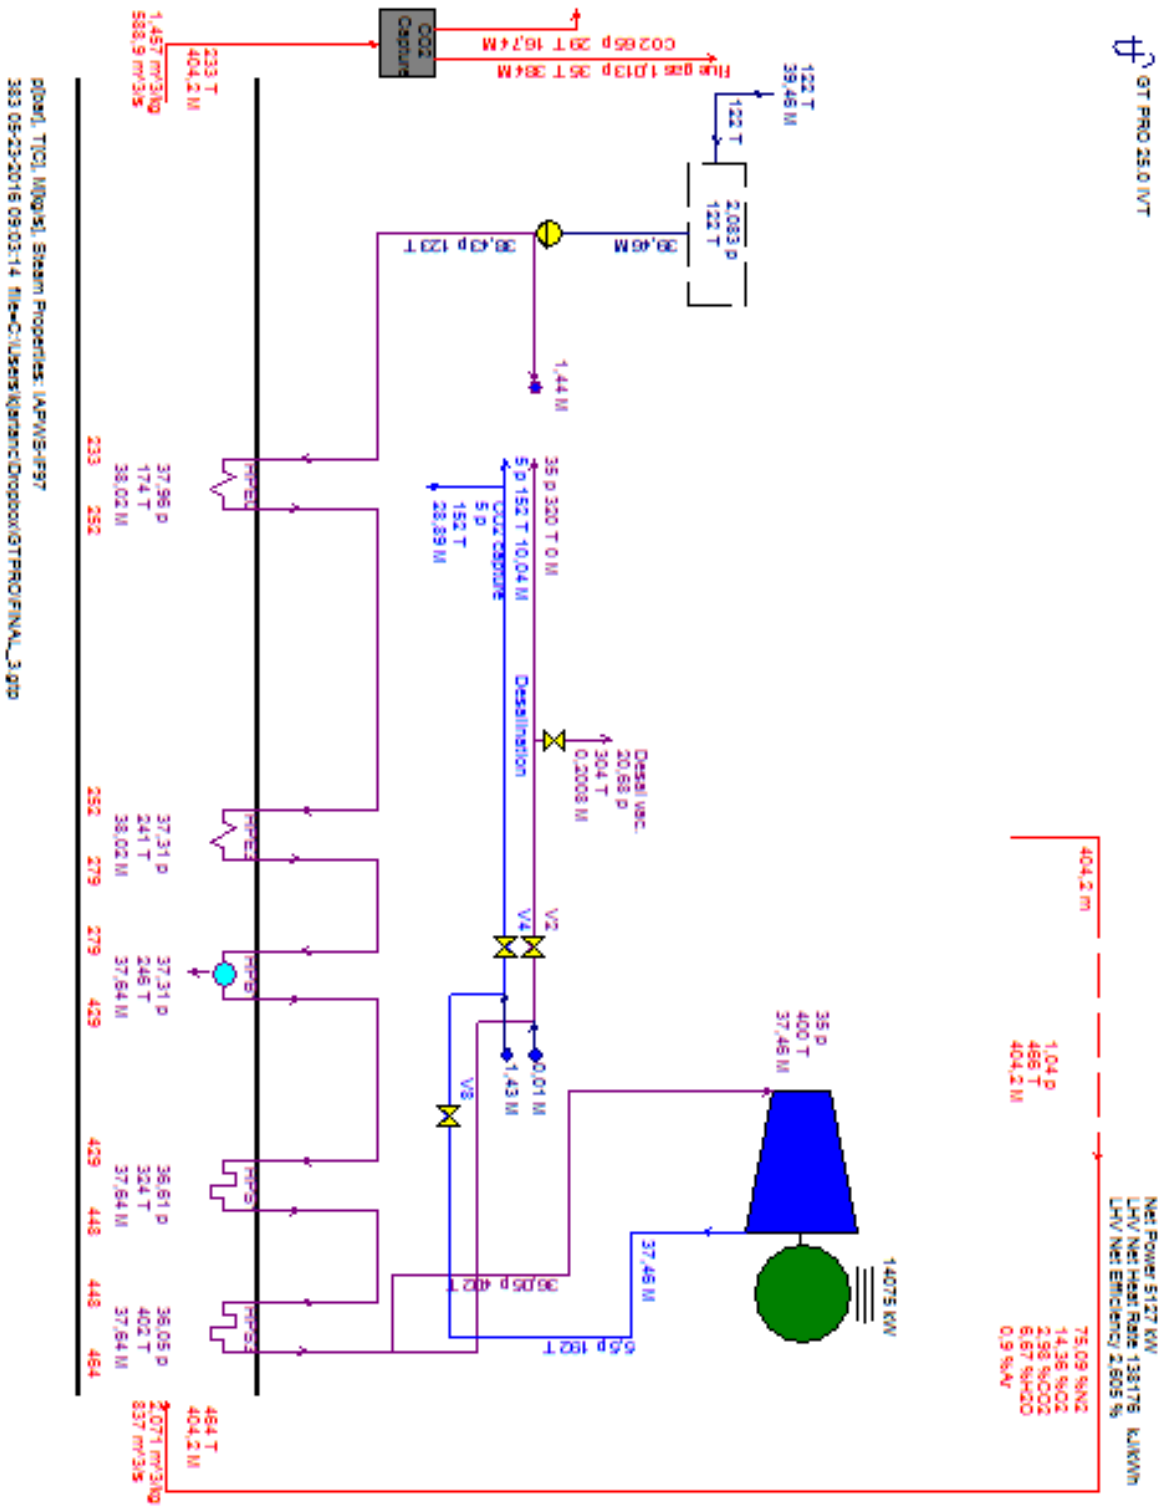 GT PRO 25.0 IVT
Net Power 5127 kW
LHV Net Heat Rate 138176 kJ/kWh
LHV Net Efficiency 2,605 %
404,2 m
1,04 p
466 T
404,2 M
75,09 %N2
14,36 %O2
2,98 %CO2
6,67 %H2O
0,9 %Ar
14075 kW
35 p
400 T
37,46 M
37,46 M
122 T
39,46 M
122 T
2,083 p
122 T
39,46 M
Flue gas 1,013 p 35 T 384 M
CO2 65 p 29 T 16,74 M
CO2
Capture
38,43 p 123 T
1,44 M
35 p 320 T 0 M
5 p 152 T 10,04 M
CO2 capture
5 p
152 T
28,89 M
Desalination
Desal vac.
20,68 p
304 T
0,2008 M
V2
V4
0,01 M
1,43 M
V8
36,05 p 402 T
192 T
233 T
404,2 M
1,457 m^3/kg
588,9 m^3/s
HPE2
37,96 p
174 T
38,02 M
37,31 p
241 T
38,02 M
37,31 p
246 T
37,64 M
36,61 p
324 T
37,64 M
36,05 p
402 T
37,64 M
233
252
252
279
279
429
429
448
448
464
464 T
404,2 M
2,071 m^3/kg
837 m^3/s
p[bar], T[C], M[kg/s], Steam Properties: IAPWS-IF97
383 05-23-2016 09:03:14 file=C:\Users\kjartanc\Dropbox\GTPRO\FINAL_3.gtp